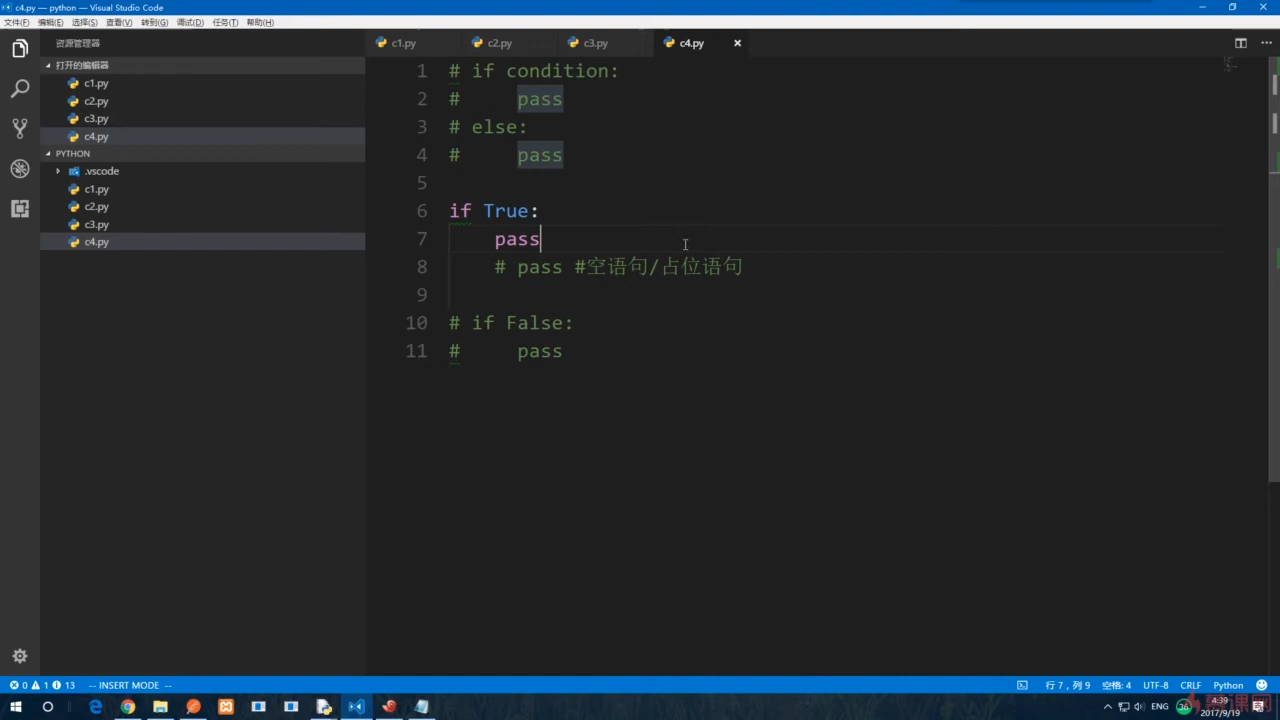 c4.py — python — Visual Studio Code
文件(F) 编辑(E) 选择(S) 查看(V) 转到(G) 调试(D) 任务(T) 帮助(H)
资源管理器
打开的编辑器
c1.py
c2.py
c3.py
c4.py
PYTHON
.vscode
c1.py
c2.py
c3.py
c4.py
c1.py c2.py c3.py c4.py
1 # if condition:
2 #     pass
3 # else:
4 #     pass
5
6 if True:
7     pass
8     # pass #空语句/占位语句
9
10 # if False:
11 #     pass
0 1 13 -- INSERT MODE -- 行 7，列 9 空格: 4 UTF-8 CRLF Python
ENG 36 4:39
2017/9/19
慕课网